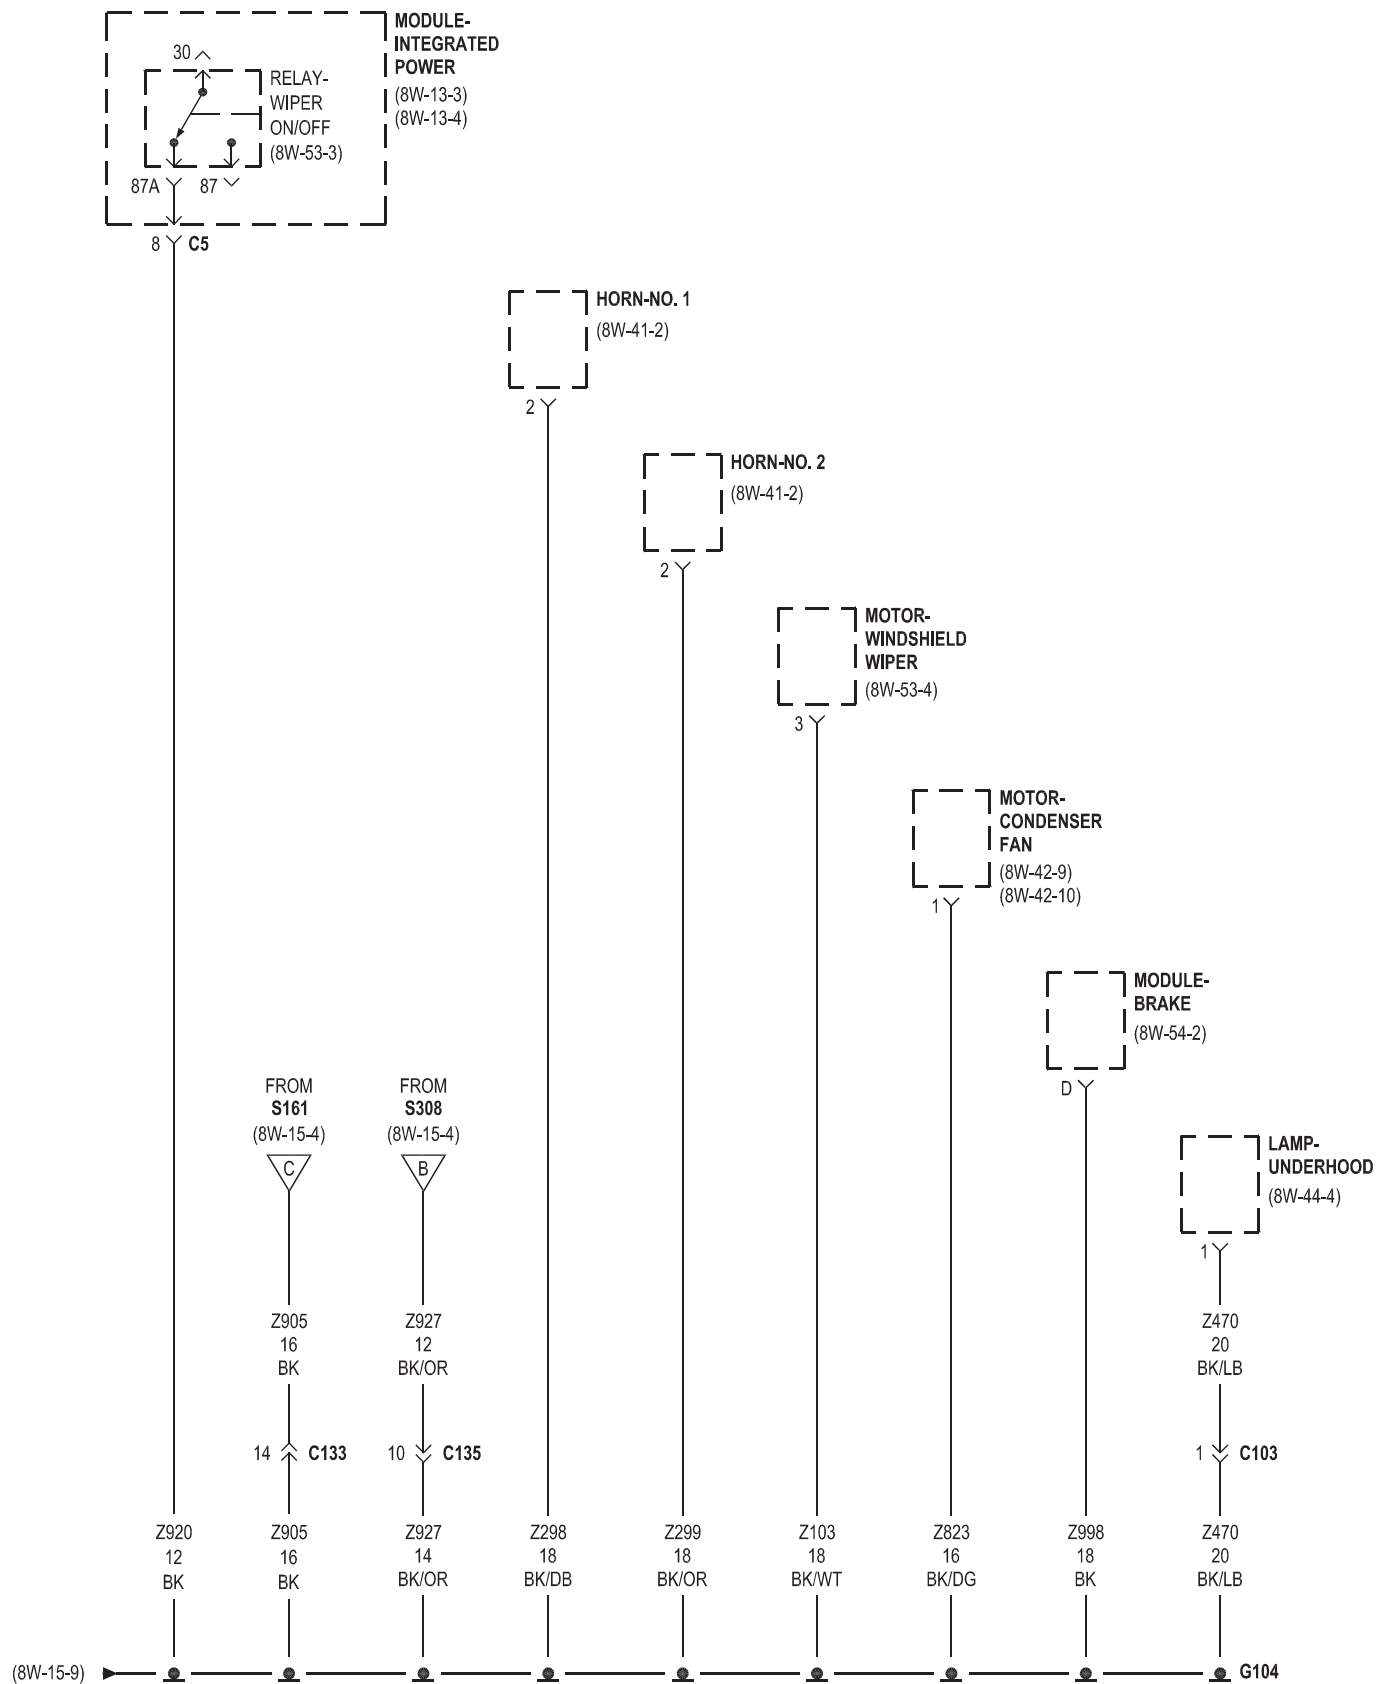 MODULE-
INTEGRATED
POWER
(8W-13-3)
(8W-13-4)
30
RELAY-
WIPER
ON/OFF
(8W-53-3)
87A
87
8
C5
HORN-NO. 1
(8W-41-2)
2
HORN-NO. 2
(8W-41-2)
2
MOTOR-
WINDSHIELD
WIPER
(8W-53-4)
3
MOTOR-
CONDENSER
FAN
(8W-42-9)
(8W-42-10)
1
MODULE-
BRAKE
(8W-54-2)
D
FROM
S161
(8W-15-4)
C
FROM
S308
(8W-15-4)
B
LAMP-
UNDERHOOD
(8W-44-4)
1
Z905
16
BK
Z927
12
BK/OR
Z470
20
BK/LB
14
C133
10
C135
1
C103
Z920
12
BK
Z905
16
BK
Z927
14
BK/OR
Z298
18
BK/DB
Z299
18
BK/OR
Z103
18
BK/WT
Z823
16
BK/DG
Z998
18
BK
Z470
20
BK/LB
(8W-15-9)
G104